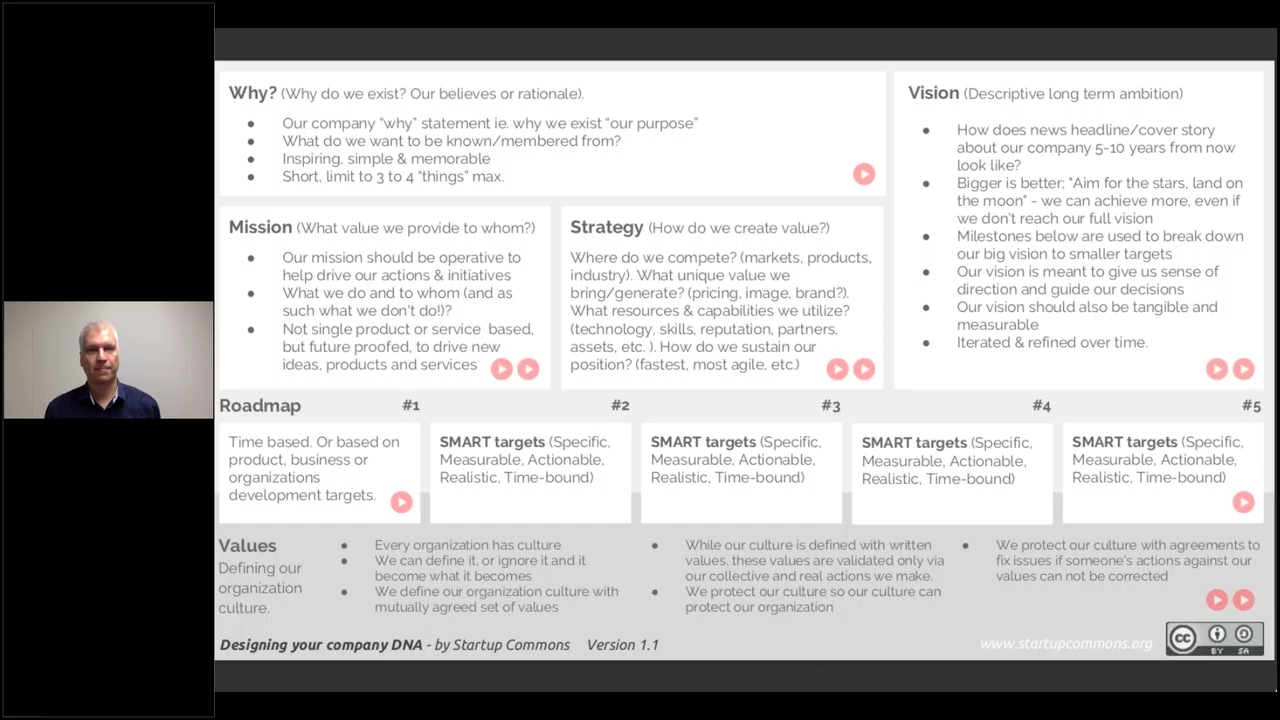 Why? (Why do we exist? Our believes or rationale).
● Our company “why” statement ie. why we exist “our purpose”
● What do we want to be known/membered from?
● Inspiring, simple & memorable
● Short, limit to 3 to 4 “things” max.
Vision (Descriptive long term ambition)
● How does news headline/cover story
about our company 5-10 years from now
look like?
● Bigger is better; "Aim for the stars, land on
the moon" - we can achieve more, even if
we don't reach our full vision
● Milestones below are used to break down
our big vision to smaller targets
● Our vision is meant to give us sense of
direction and guide our decisions
● Our vision should also be tangible and
measurable
● Iterated & refined over time.
Mission (What value we provide to whom?)
● Our mission should be operative to
help drive our actions & initiatives
● What we do and to whom (and as
such what we don't do!)?
● Not single product or service based,
but future proofed, to drive new
ideas, products and services
Strategy (How do we create value?)
Where do we compete? (markets, products,
industry). What unique value we
bring/generate? (pricing, image, brand?).
What resources & capabilities we utilize?
(technology, skills, reputation, partners,
assets, etc. ). How do we sustain our
position? (fastest, most agile, etc.)
Roadmap #1 #2 #3 #4 #5
Time based. Or based on
product, business or
organizations
development targets.
SMART targets (Specific,
Measurable, Actionable,
Realistic, Time-bound)
SMART targets (Specific,
Measurable, Actionable,
Realistic, Time-bound)
SMART targets (Specific,
Measurable, Actionable,
Realistic, Time-bound)
SMART targets (Specific,
Measurable, Actionable,
Realistic, Time-bound)
Values
Defining our
organization
culture.
● Every organization has culture
● We can define it, or ignore it and it
become what it becomes
● We define our organization culture with
mutually agreed set of values
● While our culture is defined with written
values, these values are validated only via
our collective and real actions we make.
● We protect our culture so our culture can
protect our organization
● We protect our culture with agreements to
fix issues if someone's actions against our
values can not be corrected
Designing your company DNA - by Startup Commons Version 1.1
www.startupcommons.org
cc BY SA